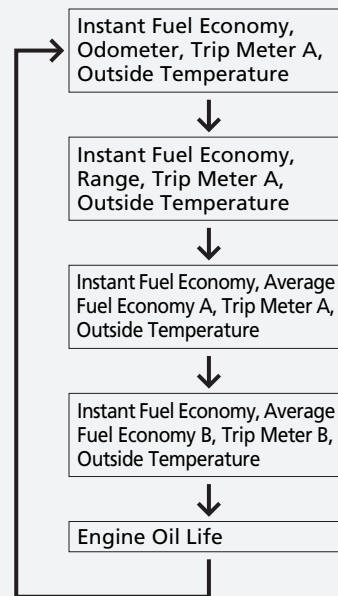 Instant Fuel Economy,
Odometer, Trip Meter A,
Outside Temperature
Instant Fuel Economy,
Range, Trip Meter A,
Outside Temperature
Instant Fuel Economy, Average
Fuel Economy A, Trip Meter A,
Outside Temperature
Instant Fuel Economy, Average
Fuel Economy B, Trip Meter B,
Outside Temperature
Engine Oil Life